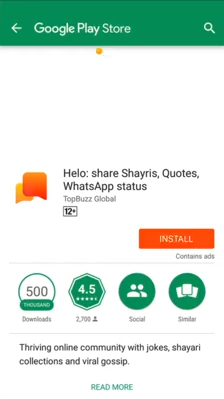 Google Play Store
Helo: share Shayris, Quotes,
WhatsApp status
TopBuzz Global
12+
INSTALL
Contains ads
500
THOUSAND
Downloads
4.5
2,700
Social
Similar
Thriving online community with jokes, shayari
collections and viral gossip.
READ MORE